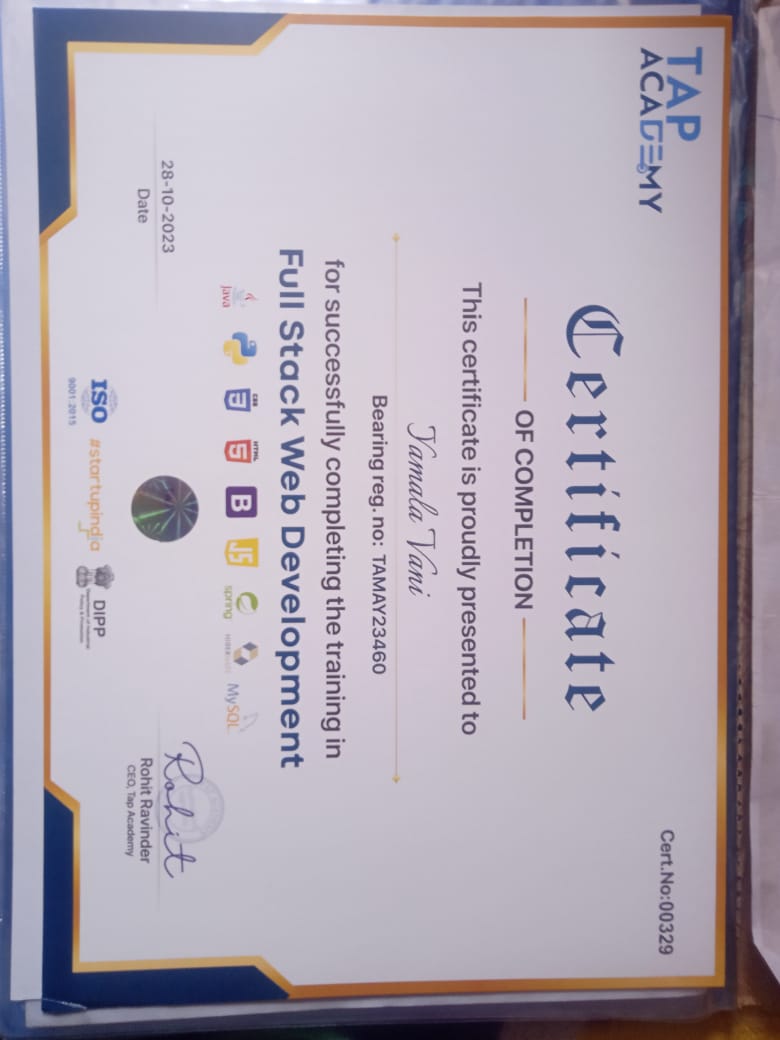 TAP
ACADEMY
Cert.No:00329
Certificate
OF COMPLETION
This certificate is proudly presented to
Yamala Vani
Bearing reg. no: TAMAY23460
for successfully completing the training in
Full Stack Web Development
Java
CSS
3
HTML
5
B
JS
spring
MySQL
28-10-2023
Date
Rohit
Rohit Ravinder
CEO, Tap Academy
ISO
9001:2015
#startupindia
DIPP
Department of Industrial
Policy & Promotion